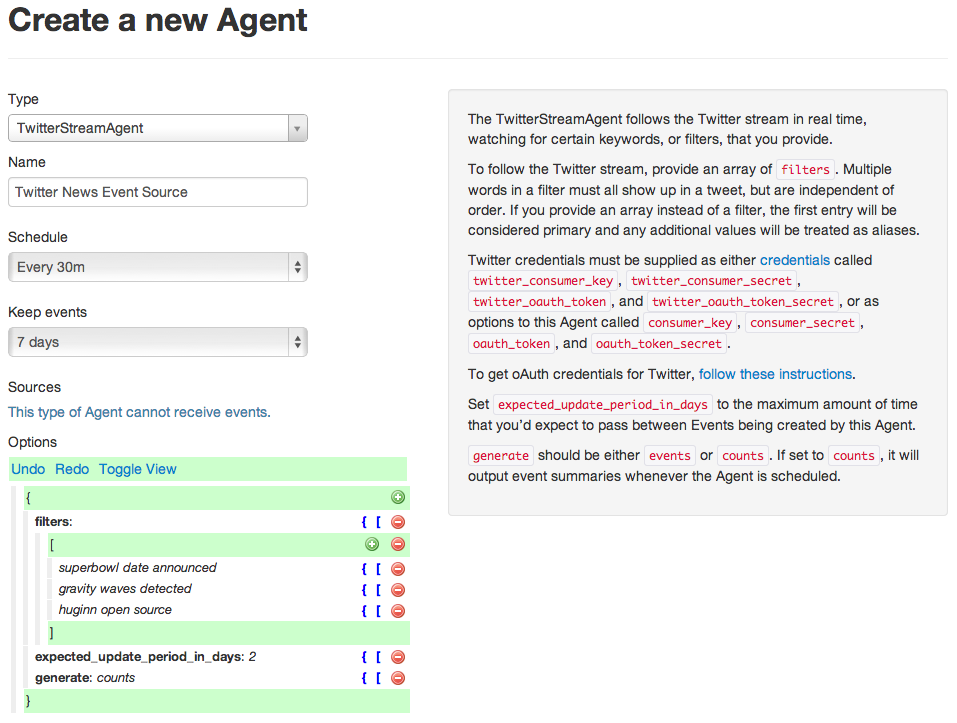 Create a new Agent
Type
TwitterStreamAgent
Name
Twitter News Event Source
Schedule
Every 30m
Keep events
7 days
Sources
This type of Agent cannot receive events.
Options
Undo Redo Toggle View
{
filters: { [
[
superbowl date announced { [
gravity waves detected { [
huginn open source { [
]
expected_update_period_in_days: 2 { [
generate: counts { [
}
The TwitterStreamAgent follows the Twitter stream in real time,
watching for certain keywords, or filters, that you provide.
To follow the Twitter stream, provide an array of filters. Multiple
words in a filter must all show up in a tweet, but are independent of
order. If you provide an array instead of a filter, the first entry will be
considered primary and any additional values will be treated as aliases.
Twitter credentials must be supplied as either credentials called
twitter_consumer_key, twitter_consumer_secret,
twitter_oauth_token, and twitter_oauth_token_secret, or as
options to this Agent called consumer_key, consumer_secret,
oauth_token, and oauth_token_secret.
To get oAuth credentials for Twitter, follow these instructions.
Set expected_update_period_in_days to the maximum amount of time
that you'd expect to pass between Events being created by this Agent.
generate should be either events or counts. If set to counts, it will
output event summaries whenever the Agent is scheduled.